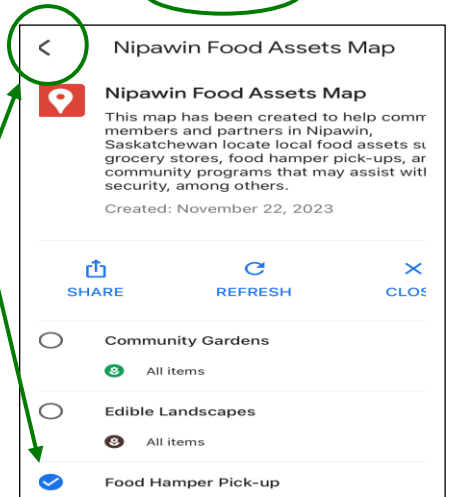 Nipawin Food Assets Map
Nipawin Food Assets Map
This map has been created to help comm
members and partners in Nipawin,
Saskatchewan locate local food assets su
grocery stores, food hamper pick-ups, ar
community programs that may assist with
security, among others.
Created: November 22, 2023
SHARE
REFRESH
CLOS
Community Gardens
All items
Edible Landscapes
All items
Food Hamper Pick-up